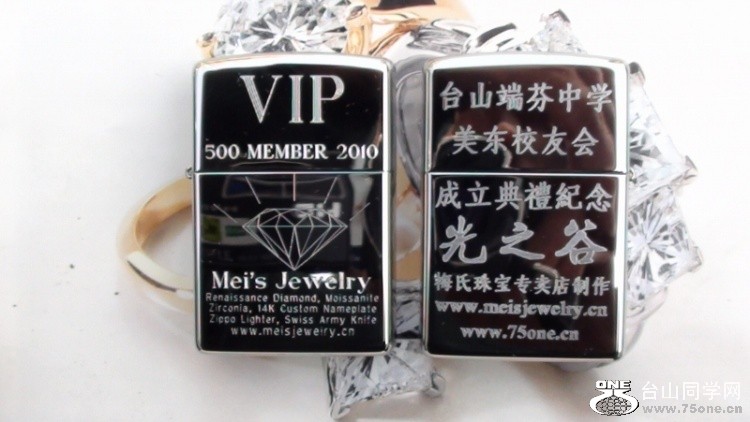 VIP
500 MEMBER 2010
Mei's Jewelry
Renaissance Diamond, Moissanite
Zirconia, 14K Custom Nameplate
Zippo Lighter, Swiss Army Knife
www.meisjewelry.cn
台山端芬中学
美东校友会
成立典禮紀念
光之谷
梅氏珠宝专卖店制作
www.meisjewelry.cn
www.75one.cn
ONE
台山同学网
www.75one.cn